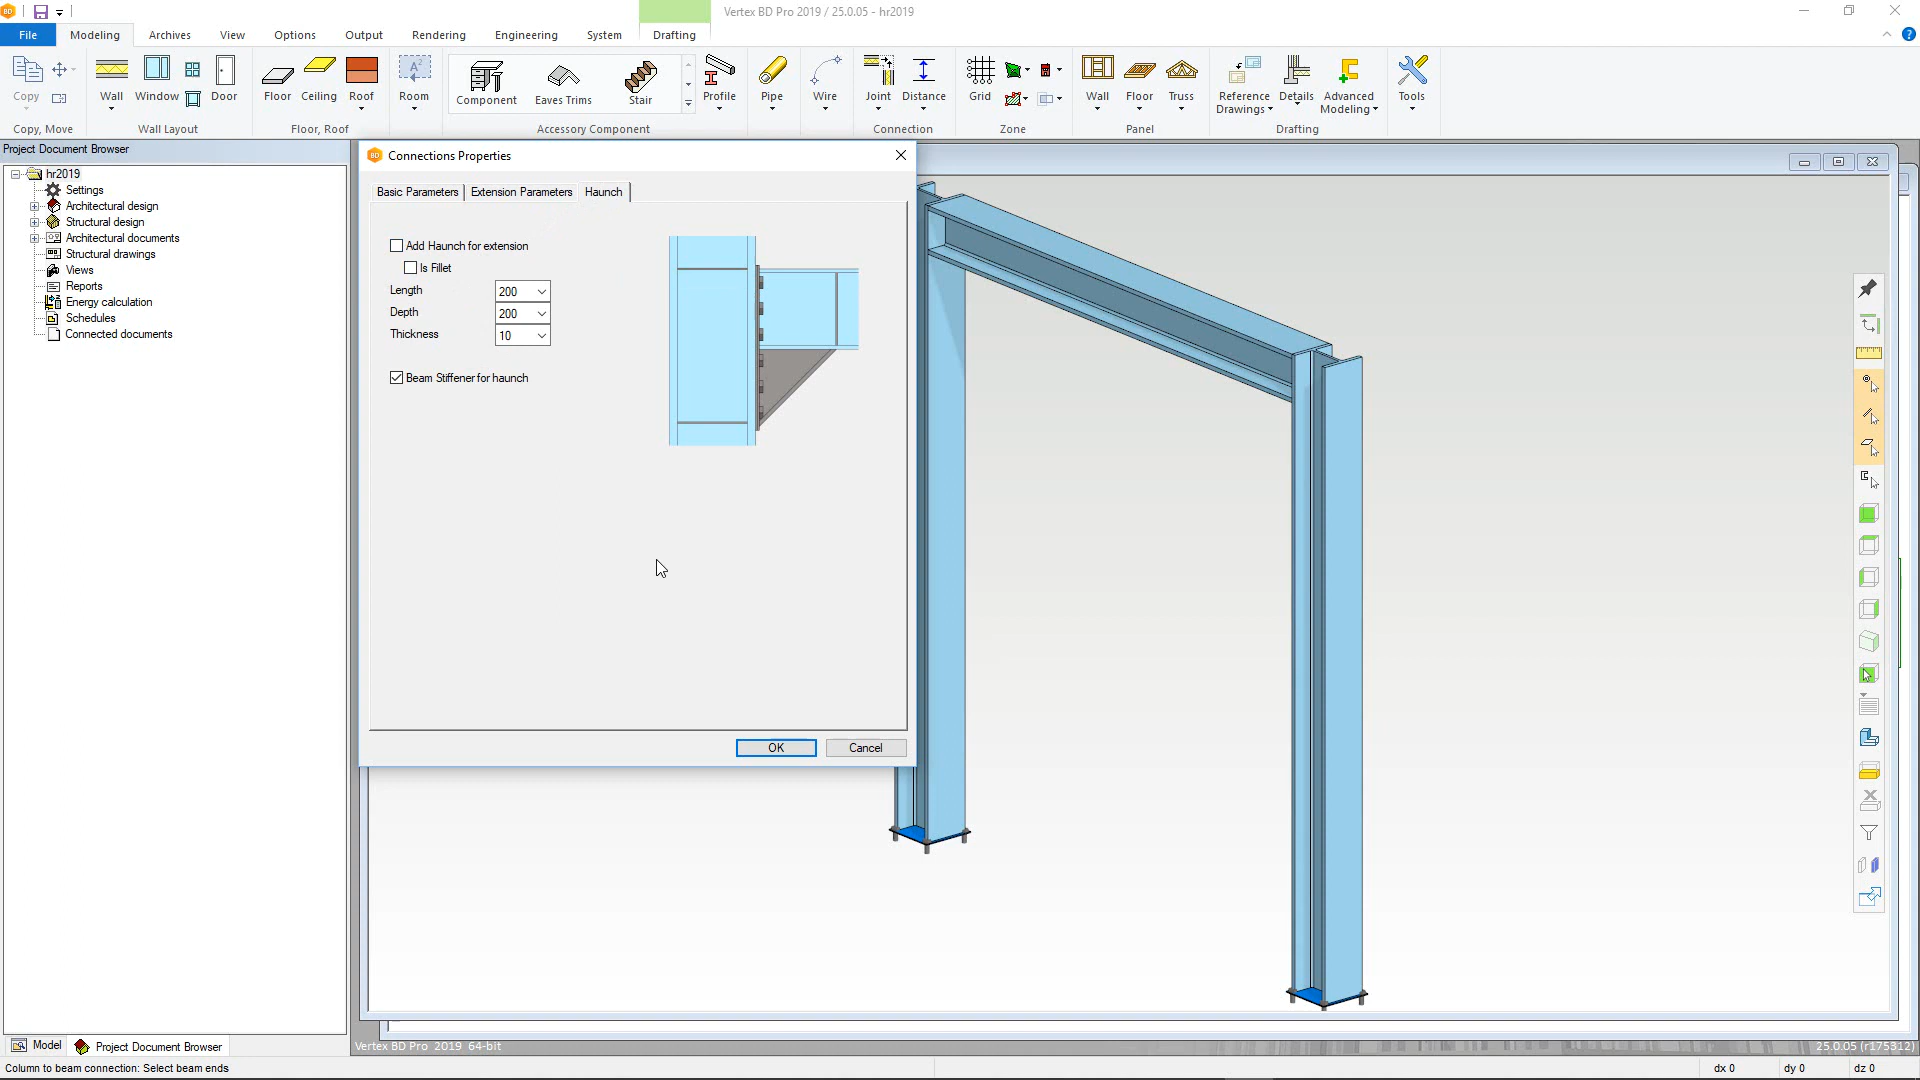 BD
Vertex BD Pro 2019 / 25.0.05 - hr2019
File Modeling Archives View Options Output Rendering Engineering System Drafting
Copy Wall Window Door Floor Ceiling Roof Room Component Eaves Trims Stair Profile Pipe Wire Joint Distance Grid Wall Floor Truss Reference Drawings Details Advanced Modeling Tools
Copy, Move Wall Layout Floor, Roof Accessory Component Connection Zone Panel Drafting
Project Document Browser
hr2019
Settings
Architectural design
Structural design
Architectural documents
Structural drawings
Views
Reports
Energy calculation
Schedules
Connected documents
BD Connections Properties
Basic Parameters Extension Parameters Haunch
Add Haunch for extension
Is Fillet
Length 200
Depth 200
Thickness 10
Beam Stiffener for haunch
OK Cancel
Model Project Document Browser
Vertex BD Pro 2019 64-bit
25.0.05 (r175312)
Column to beam connection: Select beam ends
dx 0 dy 0 dz 0